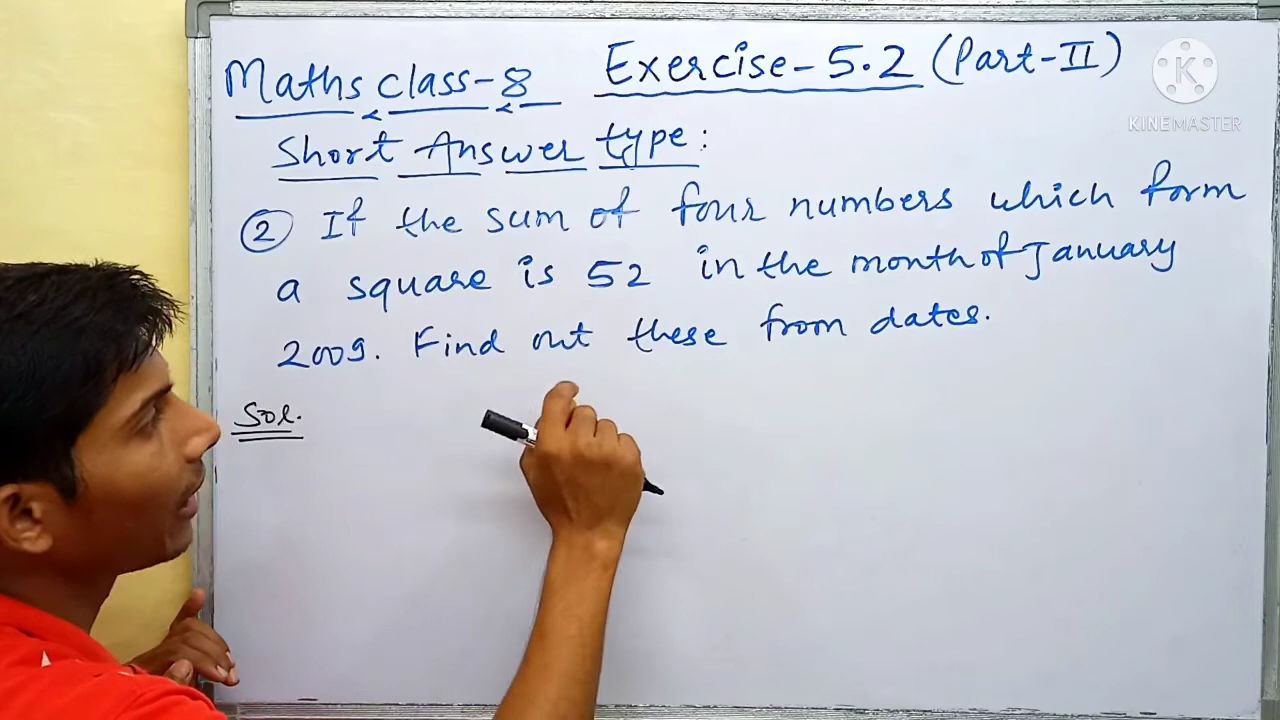 Maths class-8 Exercise-5.2 (Part-II)
K
KINEMASTER
Short Answer type:
② If the sum of four numbers which form
a square is 52 in the month of January
2009. Find out these from dates.
Sol.